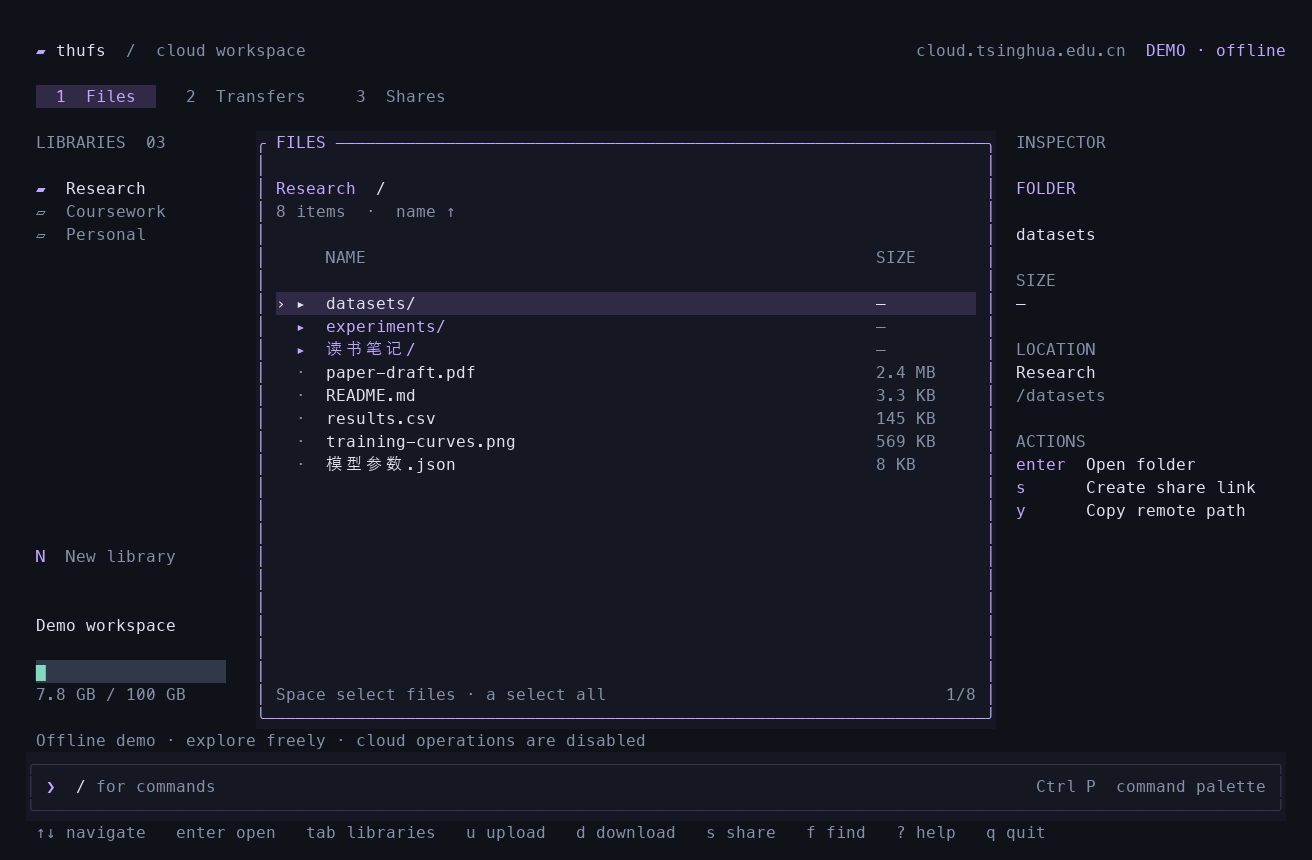 ▰ thufs / cloud workspace cloud.tsinghua.edu.cn DEMO · offline
1 Files 2 Transfers 3 Shares
LIBRARIES 03
▰ Research
▱ Coursework
▱ Personal
N New library
Demo workspace
7.8 GB / 100 GB
FILES
Research /
8 items · name ↑
NAME SIZE
› ▸ datasets/ —
▸ experiments/ —
▸ 读书笔记/ —
· paper-draft.pdf 2.4 MB
· README.md 3.3 KB
· results.csv 145 KB
· training-curves.png 569 KB
· 模型参数.json 8 KB
Space select files · a select all 1/8
INSPECTOR
FOLDER
datasets
SIZE
—
LOCATION
Research
/datasets
ACTIONS
enter Open folder
s Create share link
y Copy remote path
Offline demo · explore freely · cloud operations are disabled
❯ / for commands Ctrl P command palette
↑↓ navigate enter open tab libraries u upload d download s share f find ? help q quit